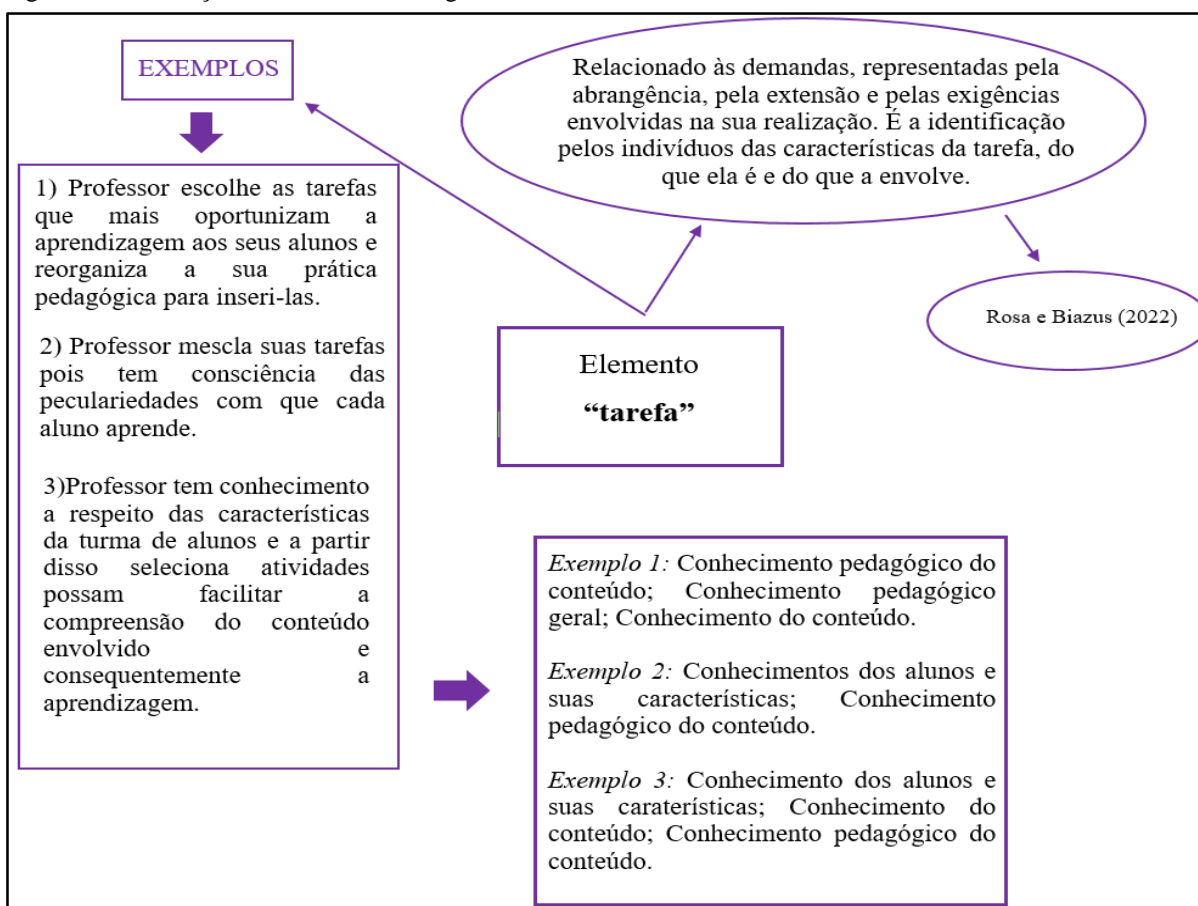 EXEMPLOS
Relacionado às demandas, representadas pela
abrangência, pela extensão e pelas exigências
envolvidas na sua realização. É a identificação
pelos indivíduos das características da tarefa, do
que ela é e do que a envolve.
Rosa e Biazus (2022)
Elemento
“tarefa”
1) Professor escolhe as tarefas
que mais oportunizam a
aprendizagem aos seus alunos e
reorganiza a sua prática
pedagógica para inseri-las.
2) Professor mescla suas tarefas
pois tem consciência das
peculariedades com que cada
aluno aprende.
3)Professor tem conhecimento
a respeito das características
da turma de alunos e a partir
disso seleciona atividades
possam facilitar a
compreensão do conteúdo
envolvido e
consequentemente a
aprendizagem.
Exemplo 1: Conhecimento pedagógico do
conteúdo; Conhecimento pedagógico
geral; Conhecimento do conteúdo.
Exemplo 2: Conhecimentos dos alunos e
suas características; Conhecimento
pedagógico do conteúdo.
Exemplo 3: Conhecimento dos alunos e
suas caraterísticas; Conhecimento do
conteúdo; Conhecimento pedagógico do
conteúdo.